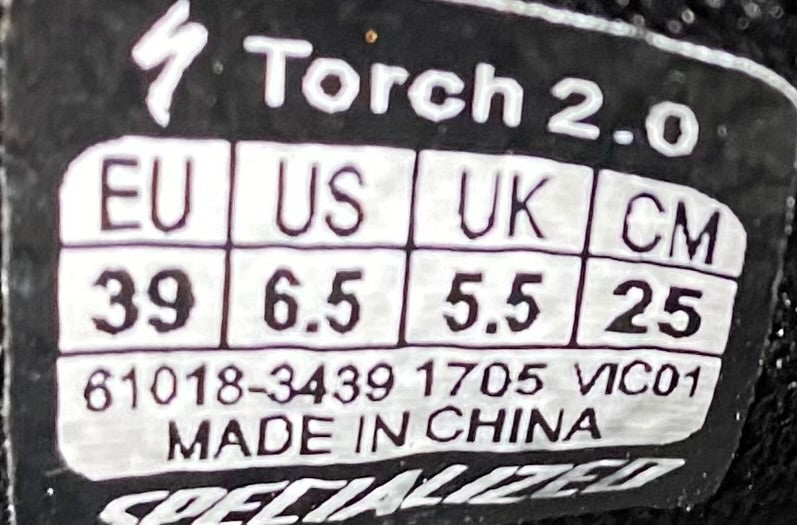 Torch 2.0
EU US UK CM
39 6.5 5.5 25
61018-3439 1705 VIC01
MADE IN CHINA
SPECIALIZED